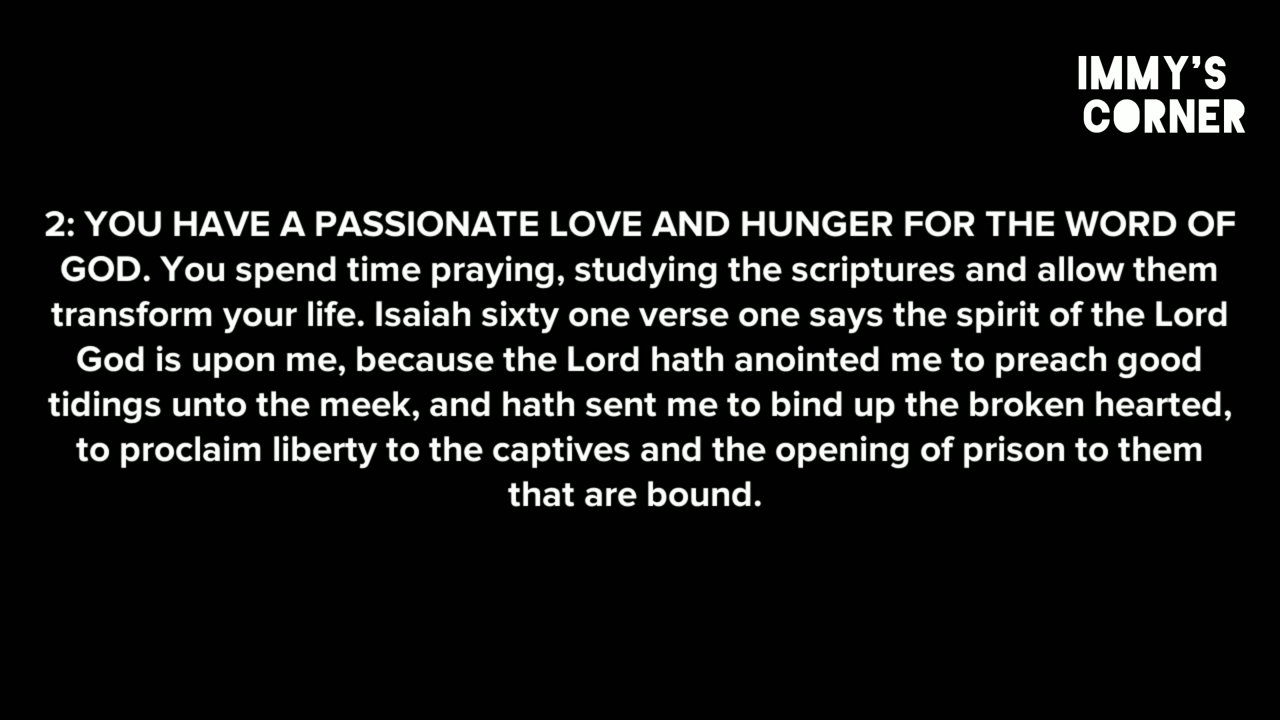 IMMY'S
CORNER
2: YOU HAVE A PASSIONATE LOVE AND HUNGER FOR THE WORD OF
GOD. You spend time praying, studying the scriptures and allow them
transform your life. Isaiah sixty one verse one says the spirit of the Lord
God is upon me, because the Lord hath anointed me to preach good
tidings unto the meek, and hath sent me to bind up the broken hearted,
to proclaim liberty to the captives and the opening of prison to them
that are bound.